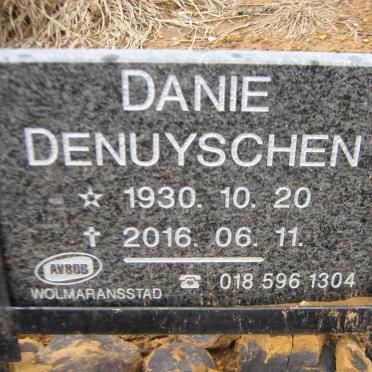 DANIE
DENUYSCHEN
☆ 1930. 10. 20
✝ 2016. 06. 11.
AVBOB
WOLMARANSSTAD ☎ 018 596 1304